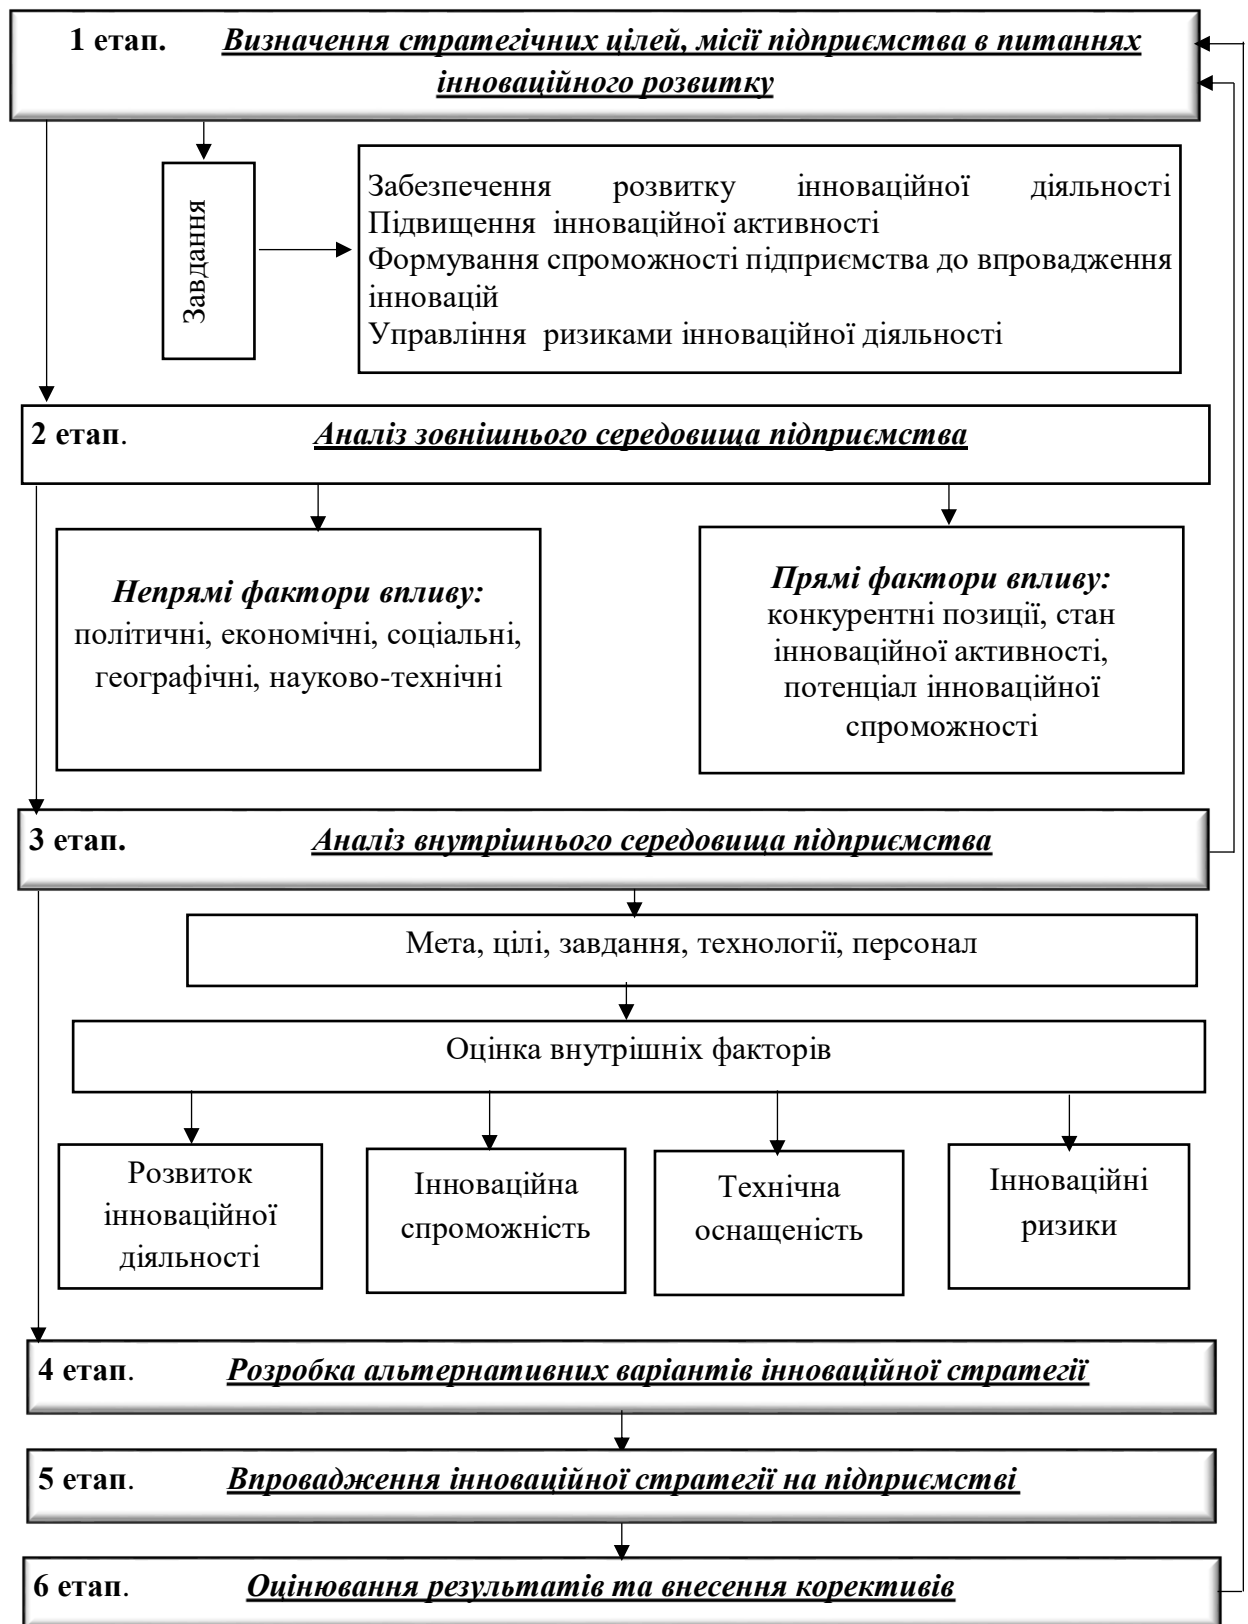 1 етап. Визначення стратегічних цілей, місії підприємства в питаннях
інноваційного розвитку
Завдання
Забезпечення розвитку інноваційної діяльності
Підвищення інноваційної активності
Формування спроможності підприємства до впровадження
інновацій
Управління ризиками інноваційної діяльності
2 етап. Аналіз зовнішнього середовища підприємства
Непрямі фактори впливу:
політичні, економічні, соціальні,
географічні, науково-технічні
Прямі фактори впливу:
конкурентні позиції, стан
інноваційної активності,
потенціал інноваційної
спроможності
3 етап. Аналіз внутрішнього середовища підприємства
Мета, цілі, завдання, технології, персонал
Оцінка внутрішніх факторів
Розвиток
інноваційної
діяльності
Інноваційна
спроможність
Технічна
оснащеність
Інноваційні
ризики
4 етап. Розробка альтернативних варіантів інноваційної стратегії
5 етап. Впровадження інноваційної стратегії на підприємстві
6 етап. Оцінювання результатів та внесення корективів